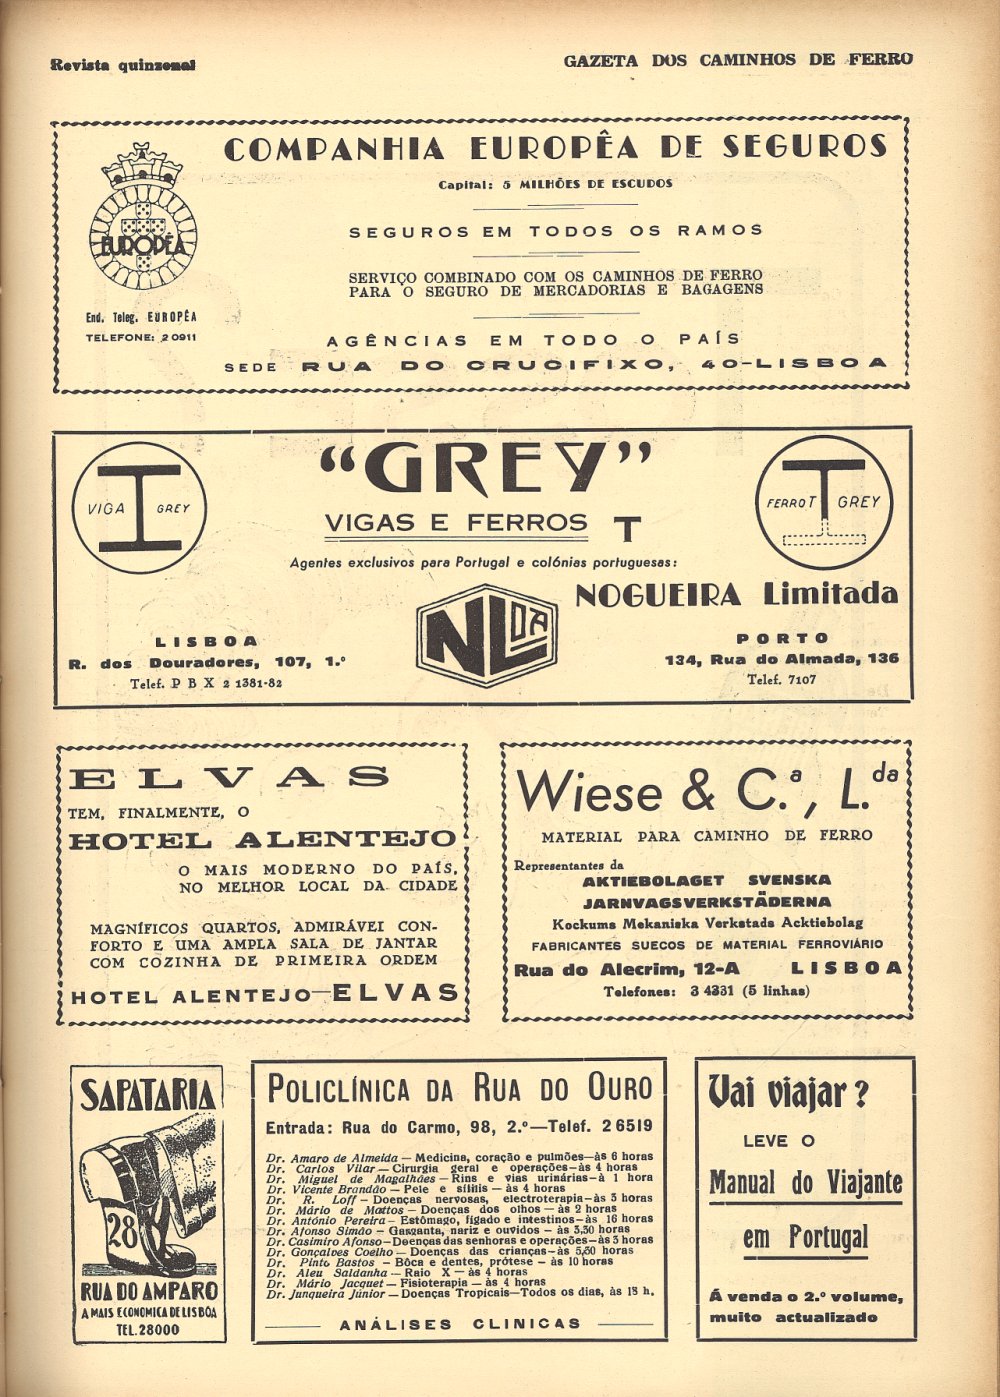 Revista quinzenal
GAZETA DOS CAMINHOS DE FERRO
COMPANHIA EUROPÊA DE SEGUROS
Capital: 5 MILHÕES DE ESCUDOS
EUROPÊA
SEGUROS EM TODOS OS RAMOS
SERVIÇO COMBINADO COM OS CAMINHOS DE FERRO
PARA O SEGURO DE MERCADORIAS E BAGAGENS
End. Teleg. EUROPÊA
TELEFONE: 2 0911
AGÊNCIAS EM TODO O PAÍS
SEDE RUA DO CRUCIFIXO, 40-LISBOA
"GREY"
VIGA GREY
FERRO T GREY
VIGAS E FERROS T
Agentes exclusivos para Portugal e colónias portuguesas:
NOGUEIRA Limitada
NLDA
LISBOA
R. dos Douradores, 107, 1.º
Telef. P B X 2 1381-82
PORTO
134, Rua do Almada, 136
Telef. 7107
ELVAS
TEM, FINALMENTE, O
HOTEL ALENTEJO
O MAIS MODERNO DO PAÍS,
NO MELHOR LOCAL DA CIDADE
MAGNÍFICOS QUARTOS, ADMIRÁVEI CON-
FORTO E UMA AMPLA SALA DE JANTAR
COM COZINHA DE PRIMEIRA ORDEM
HOTEL ALENTEJO—ELVAS
Wiese & C.ª, L.da
MATERIAL PARA CAMINHO DE FERRO
Representantes da
AKTIEBOLAGET SVENSKA
JARNVAGSVERKSTÄDERNA
Kockums Mekaniska Verkstads Acktiebolag
FABRICANTES SUECOS DE MATERIAL FERROVIÁRIO
Rua do Alecrim, 12-A LISBOA
Telefones: 3 4331 (5 linhas)
SAPATARIA
28
RUA DO AMPARO
A MAIS ECONOMICA DE LISBÔA
TEL.28000
POLICLÍNICA DA RUA DO OURO
Entrada: Rua do Carmo, 98, 2.º—Telef. 2 6519
Dr. Amaro de Almeida — Medicina, coração e pulmões—às 6 horas
Dr. Carlos Vilar — Cirurgia geral e operações—às 4 horas
Dr. Miguel de Magalhães — Rins e vias urinárias—à 1 hora
Dr. Vicente Brandão — Pele e sífilis — às 4 horas
Dr. R. Loff — Doenças nervosas, electroterapia—às 3 horas
Dr. Mário de Mattos — Doenças dos olhos — às 2 horas
Dr. António Pereira — Estômago, fígado e intestinos—às 16 horas
Dr. Afonso Simão — Garganta, nariz e ouvidos — às 3,30 horas
Dr. Casimiro Afonso — Doenças das senhoras e operações—às 3 horas
Dr. Gonçalves Coelho — Doenças das crianças—às 5,30 horas
Dr. Pinto Bastos — Bôca e dentes, prótese — às 10 horas
Dr. Aleu Saldanha — Raio X — às 4 horas
Dr. Mário Jacquet — Fisioterapia — às 4 horas
Dr. Junqueira Júnior — Doenças Tropicais—Todos os dias, às 15 h.
ANÁLISES CLINICAS
Vai viajar?
LEVE O
Manual do Viajante
em Portugal
Á venda o 2.º volume,
muito actualizado